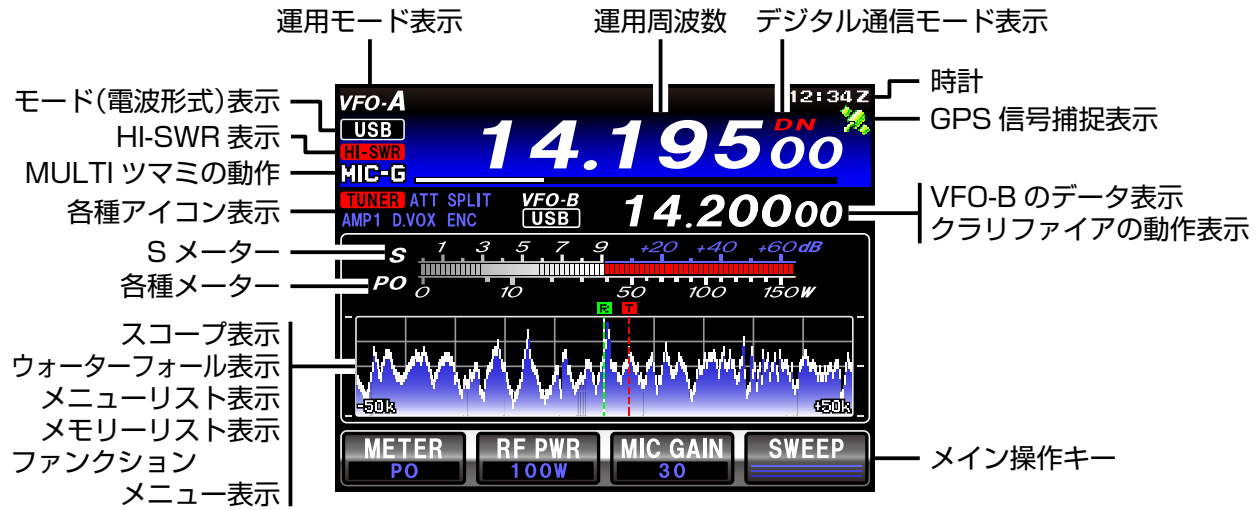 運用モード表示
運用周波数
デジタル通信モード表示
モード(電波形式)表示
HI-SWR 表示
MULTI ツマミの動作
各種アイコン表示
S メーター
各種メーター
スコープ表示
ウォーターフォール表示
メニューリスト表示
メモリーリスト表示
ファンクション
メニュー表示
VFO-A
12:34Z
USB
HI-SWR
MIC-G
14.19500
DN
TUNER ATT SPLIT
AMP1 D.VOX ENC
VFO-B
USB
14.20000
S 1 3 5 7 9 +20 +40 +60dB
PO 0 10 50 100 150W
R T
-50k +50k
METER
PO
RF PWR
100W
MIC GAIN
30
SWEEP
時計
GPS 信号捕捉表示
VFO-B のデータ表示
クラリファイアの動作表示
メイン操作キー